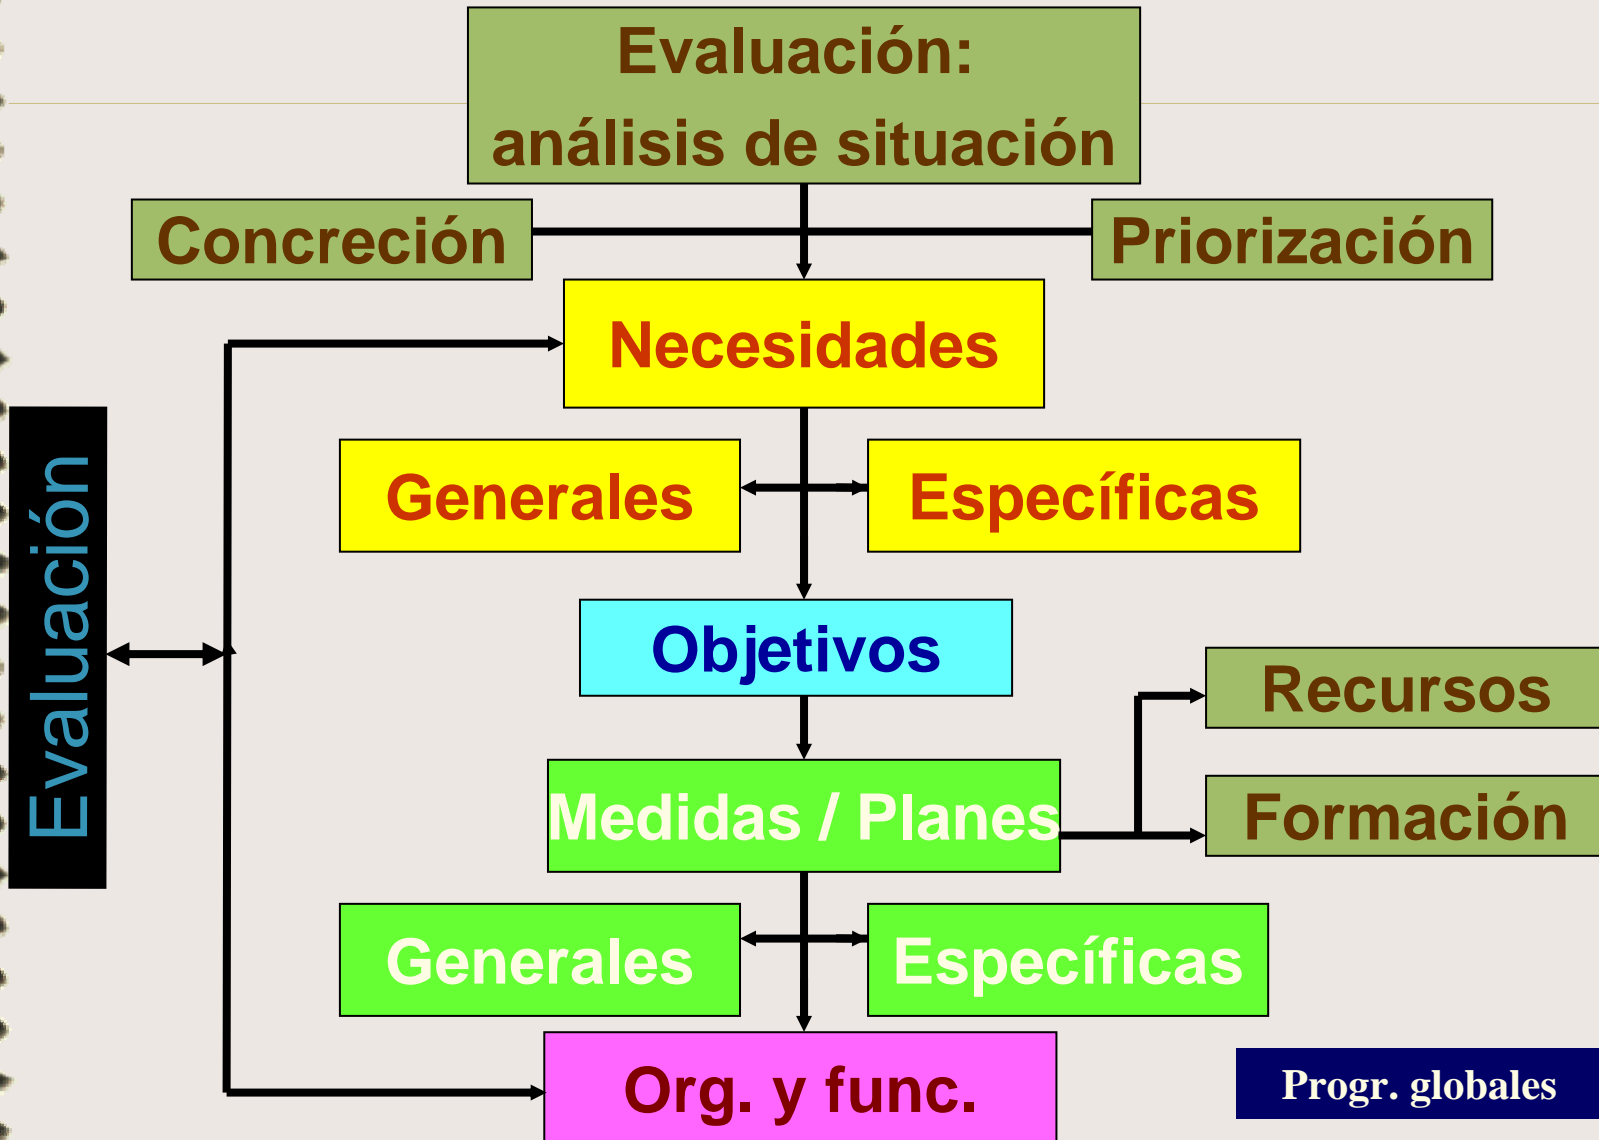 Evaluación:
análisis de situación
Concreción
Priorización
Necesidades
Generales
Específicas
Evaluación
Objetivos
Recursos
Medidas / Planes
Formación
Generales
Específicas
Org. y func.
Progr. globales